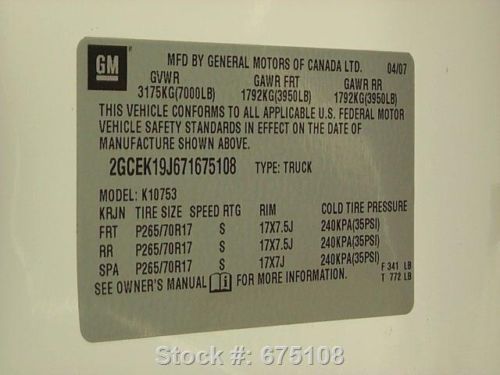 GM
MFD BY GENERAL MOTORS OF CANADA LTD. 04/07
GVWR GAWR FRT GAWR RR
3175KG(7000LB) 1792KG(3950LB) 1792KG(3950LB)
THIS VEHICLE CONFORMS TO ALL APPLICABLE U.S. FEDERAL MOTOR
VEHICLE SAFETY STANDARDS IN EFFECT ON THE DATE OF
MANUFACTURE SHOWN ABOVE.
2GCEK19J671675108 TYPE: TRUCK
MODEL: K10753
KRJN TIRE SIZE SPEED RTG RIM COLD TIRE PRESSURE
FRT P265/70R17 S 17X7.5J 240KPA(35PSI)
RR P265/70R17 S 17X7.5J 240KPA(35PSI)
SPA P265/70R17 S 17X7J 240KPA(35PSI)
F 341 LB
SEE OWNER'S MANUAL FOR MORE INFORMATION. T 772 LB
Stock #: 675108